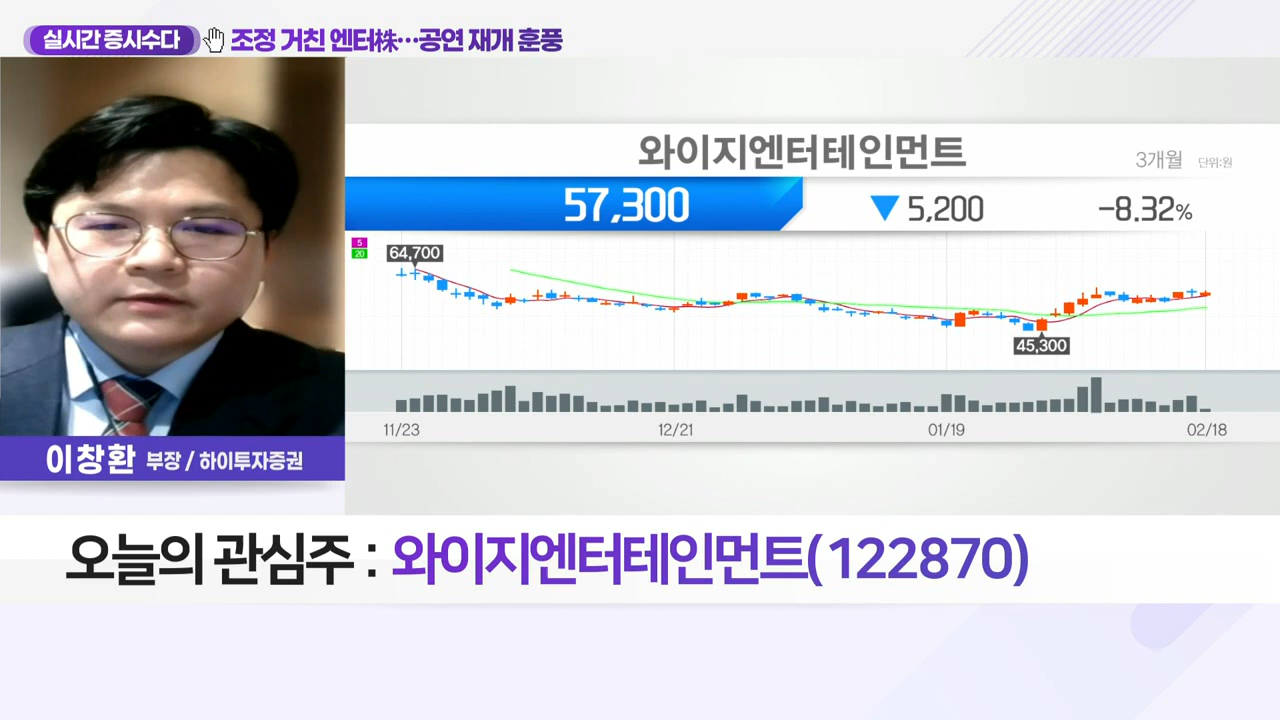 실시간 증시수다 조정 거친 엔터株…공연 재개 훈풍
와이지엔터테인먼트 3개월 단위:원
57,300 ▼ 5,200 -8.32%
5
20
64,700
45,300
11/23 12/21 01/19 02/18
이창환 부장 / 하이투자증권
오늘의 관심주 : 와이지엔터테인먼트(122870)